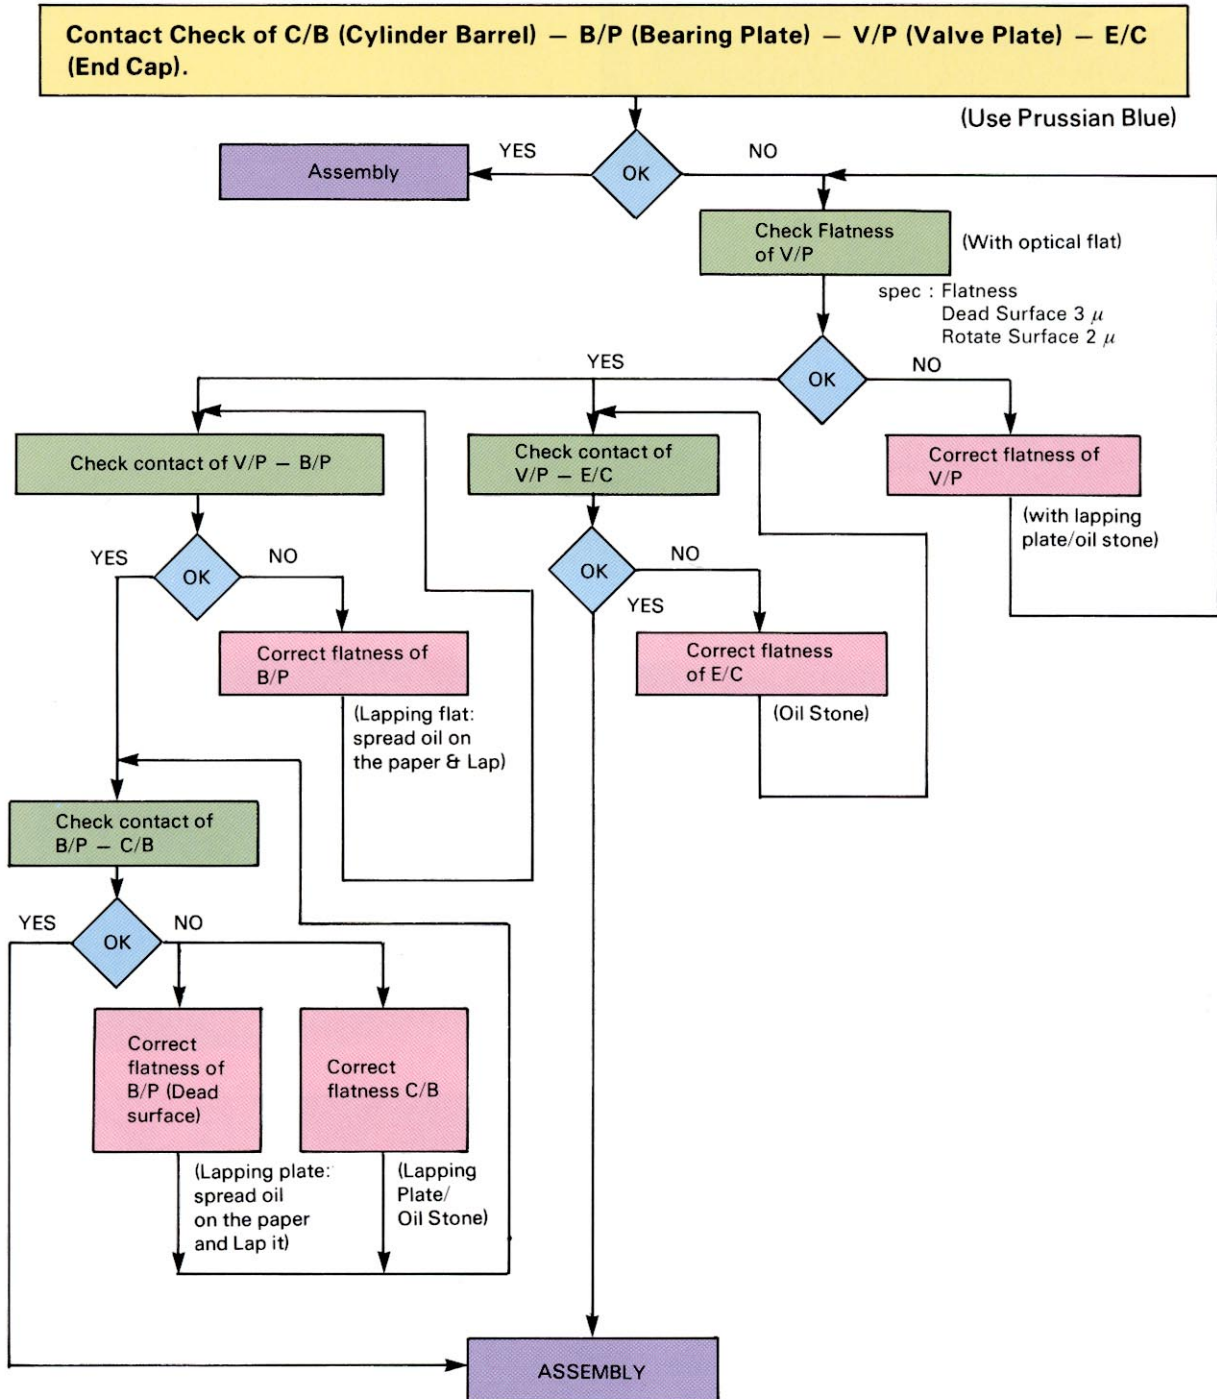 Contact Check of C/B (Cylinder Barrel) — B/P (Bearing Plate) — V/P (Valve Plate) — E/C
(End Cap).
(Use Prussian Blue)
YES
NO
Assembly
OK
Check Flatness
of V/P
(With optical flat)
spec : Flatness
Dead Surface 3 μ
Rotate Surface 2 μ
YES
OK
NO
Check contact of V/P — B/P
Check contact of
V/P — E/C
Correct flatness of
V/P
(with lapping
plate/oil stone)
YES
OK
NO
OK
NO
YES
Correct flatness of
B/P
(Lapping flat:
spread oil on
the paper & Lap)
Correct flatness
of E/C
(Oil Stone)
Check contact of
B/P — C/B
YES
OK
NO
Correct
flatness of
B/P (Dead
surface)
Correct
flatness C/B
(Lapping plate:
spread oil
on the paper
and Lap it)
(Lapping
Plate/
Oil Stone)
ASSEMBLY